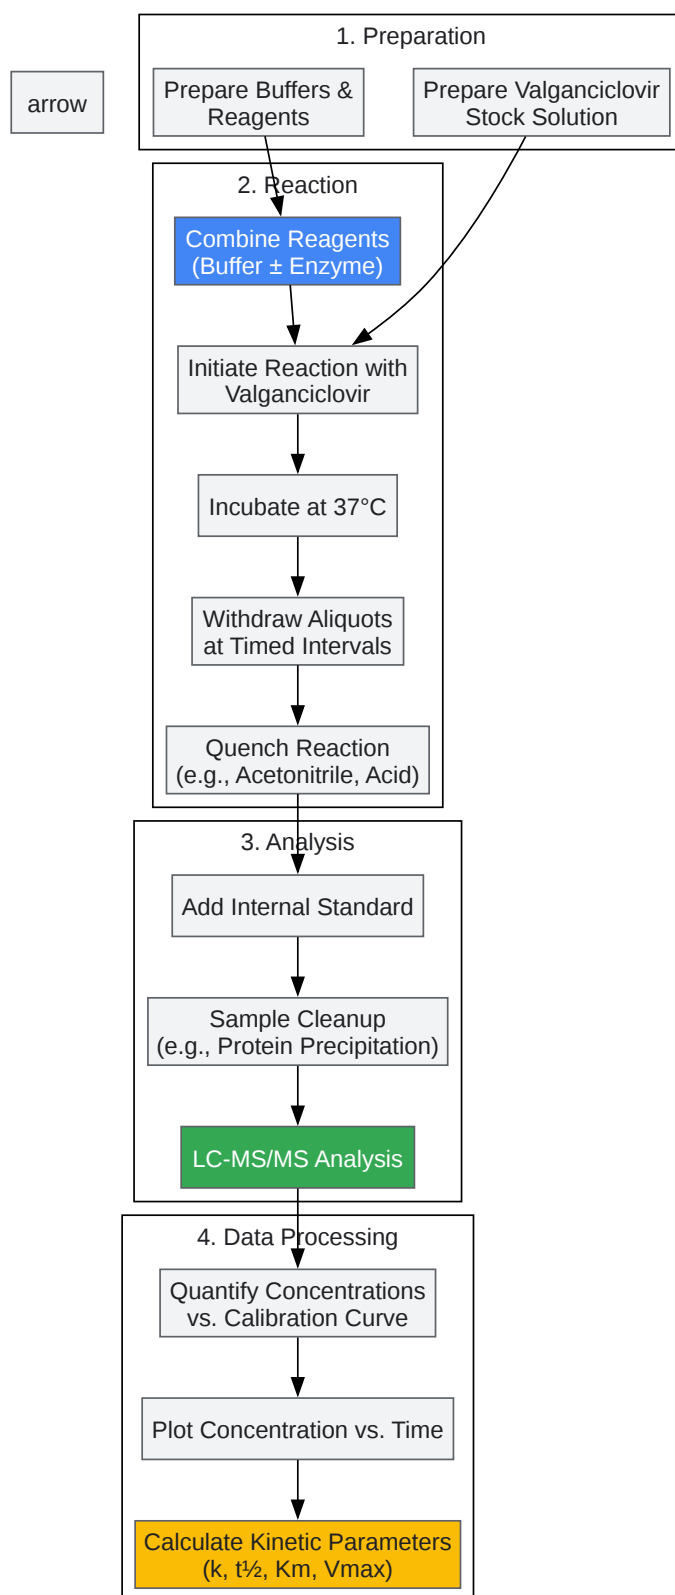 1. Preparation
arrow
Prepare Buffers &
Reagents
Prepare Valganciclovir
Stock Solution
2. Reaction
Combine Reagents
(Buffer ± Enzyme)
Initiate Reaction with
Valganciclovir
Incubate at 37°C
Withdraw Aliquots
at Timed Intervals
Quench Reaction
(e.g., Acetonitrile, Acid)
3. Analysis
Add Internal Standard
Sample Cleanup
(e.g., Protein Precipitation)
LC-MS/MS Analysis
4. Data Processing
Quantify Concentrations
vs. Calibration Curve
Plot Concentration vs. Time
Calculate Kinetic Parameters
(k, t½, Km, Vmax)